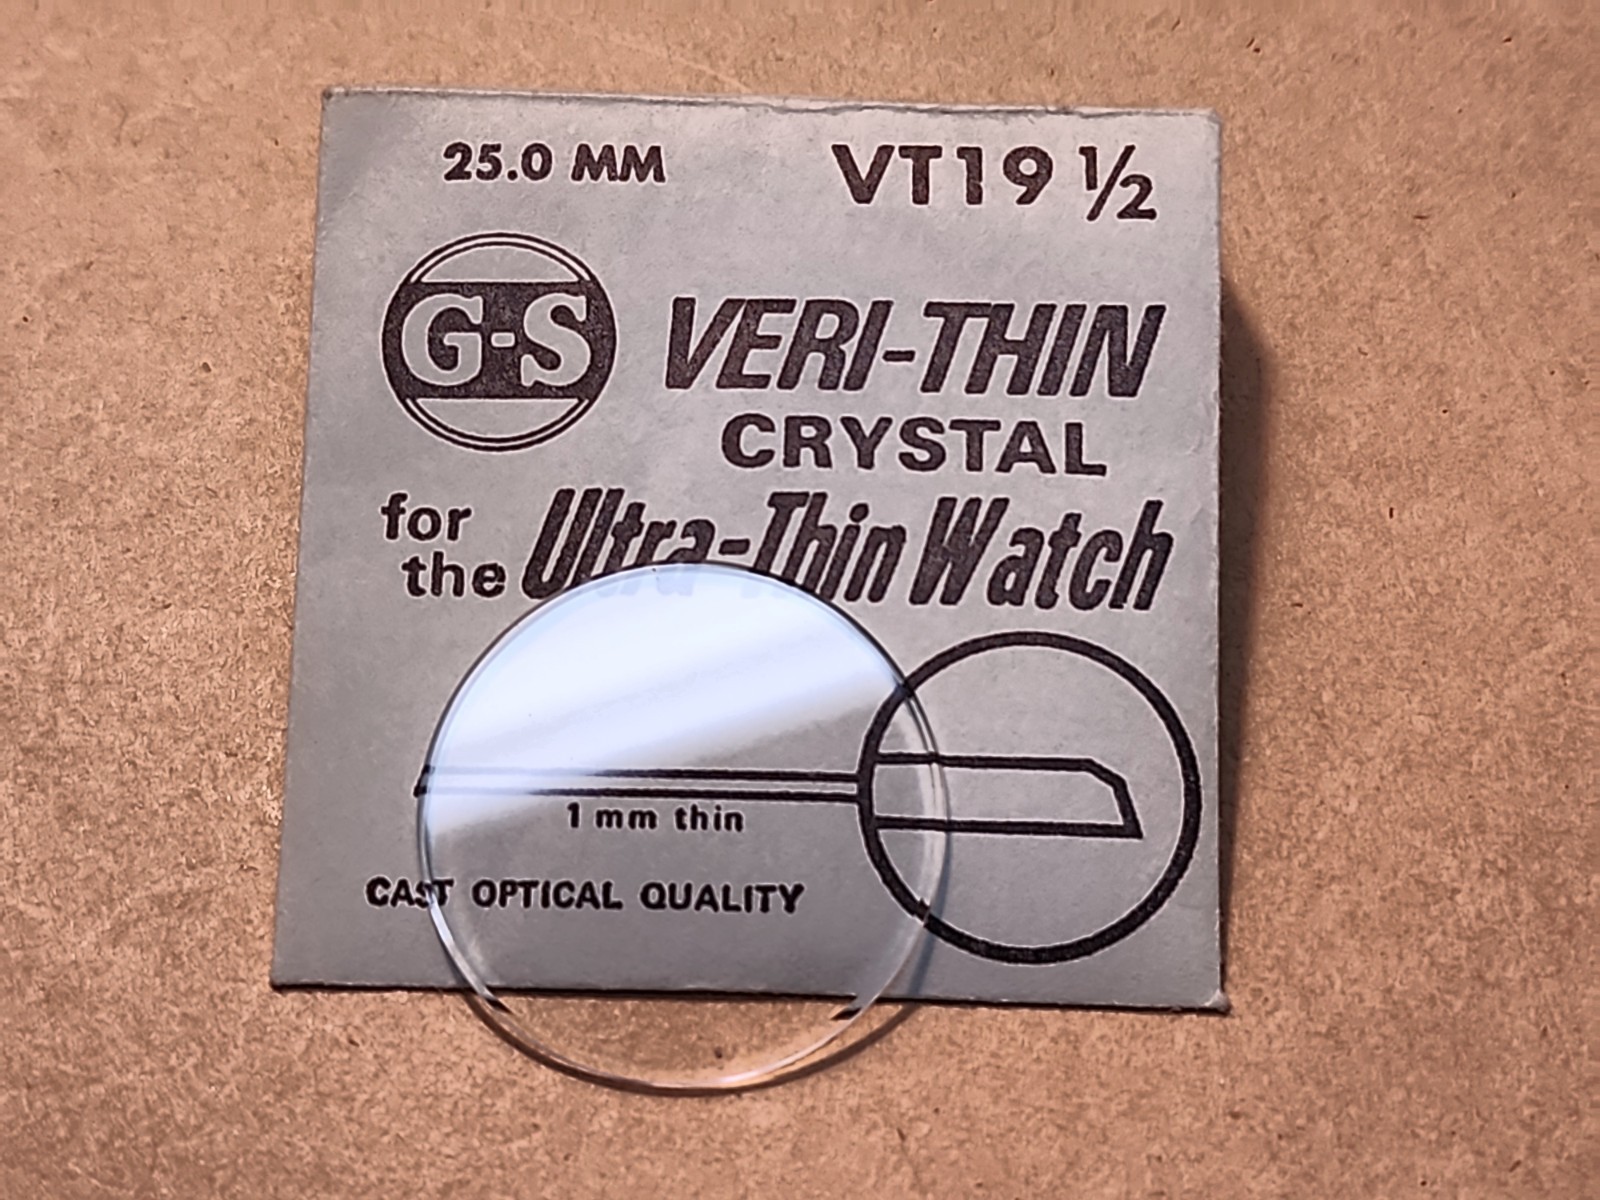 25.0 MM VT19 ½
G-S VERI-THIN
CRYSTAL
for the Ultra-Thin Watch
1 mm thin
CAST OPTICAL QUALITY